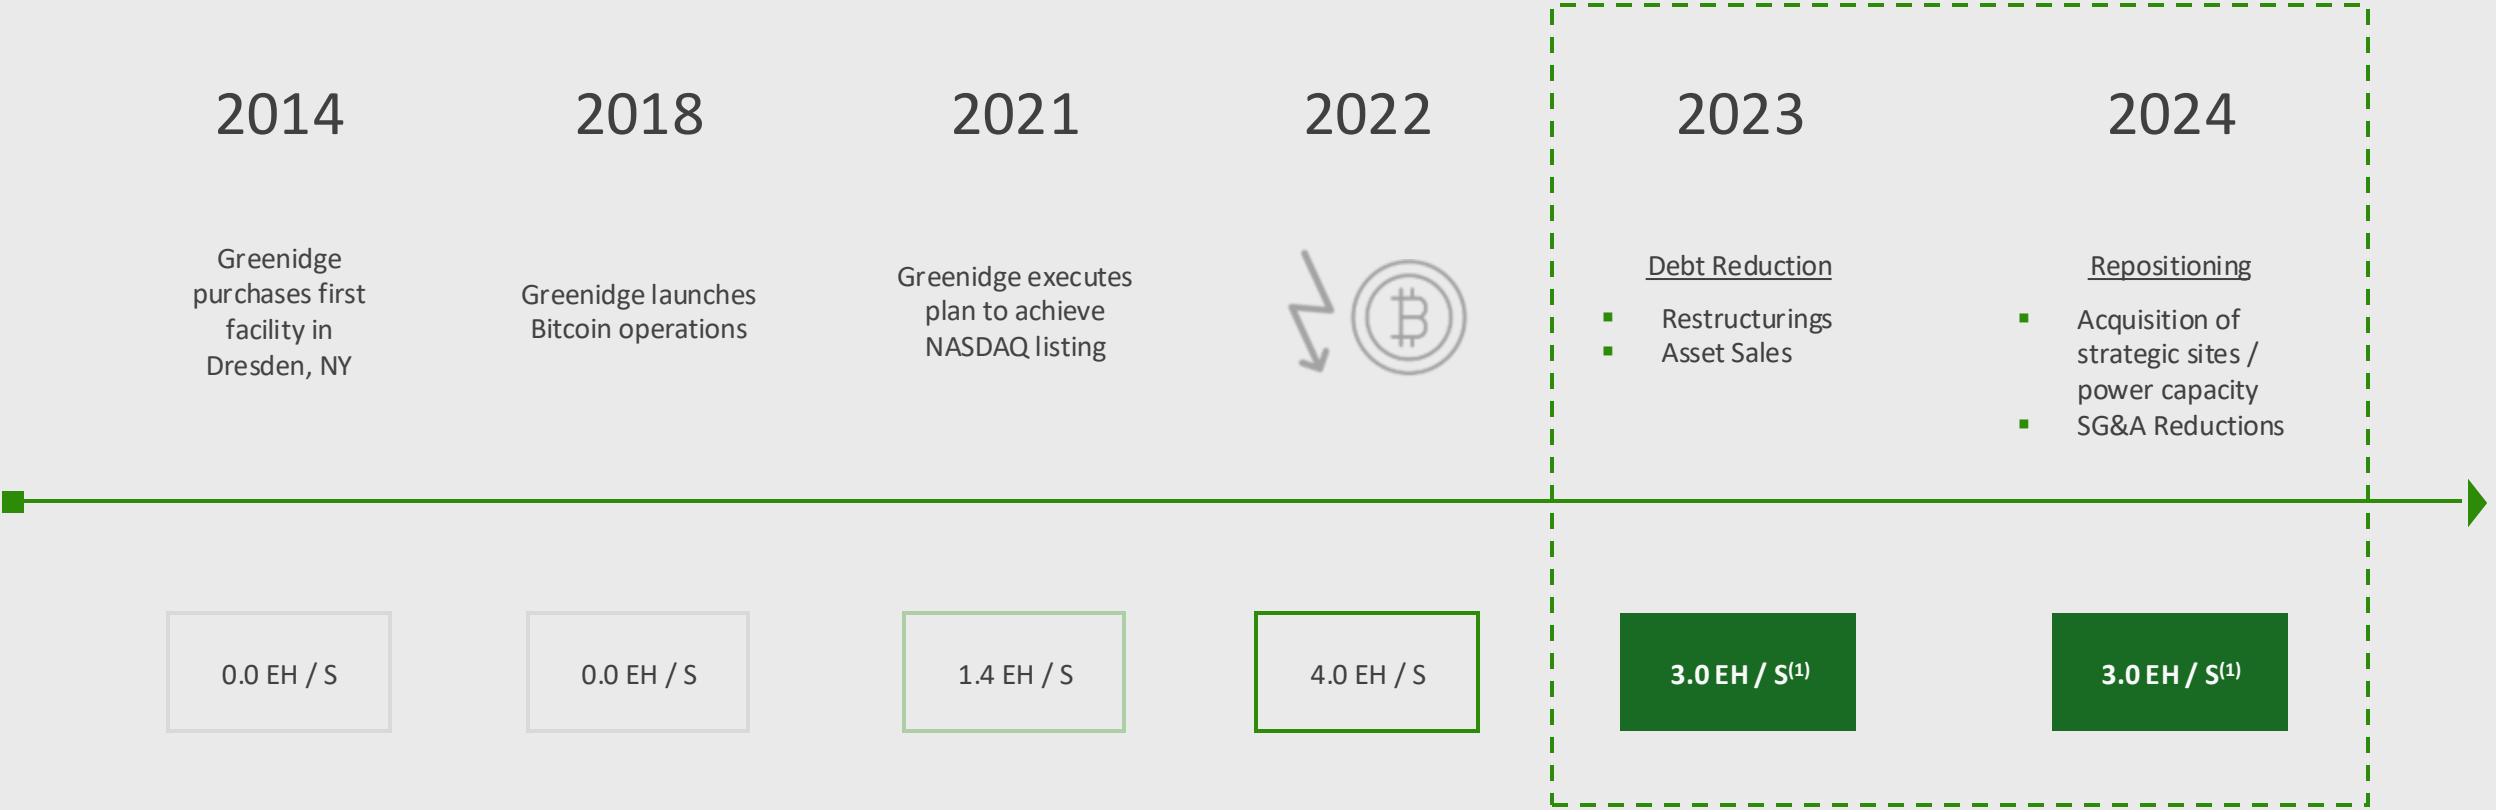 2014
Greenidge
purchases first
facility in
Dresden, NY
0.0 EH / S
2018
Greenidge launches
Bitcoin operations
0.0 EH / S
2021
Greenidge executes
plan to achieve
NASDAQ listing
1.4 EH / S
2022
4.0 EH / S
2023
Debt Reduction
▪ Restructurings
▪ Asset Sales
3.0 EH / S(1)
2024
Repositioning
▪ Acquisition of
strategic sites /
power capacity
▪ SG&A Reductions
3.0 EH / S(1)